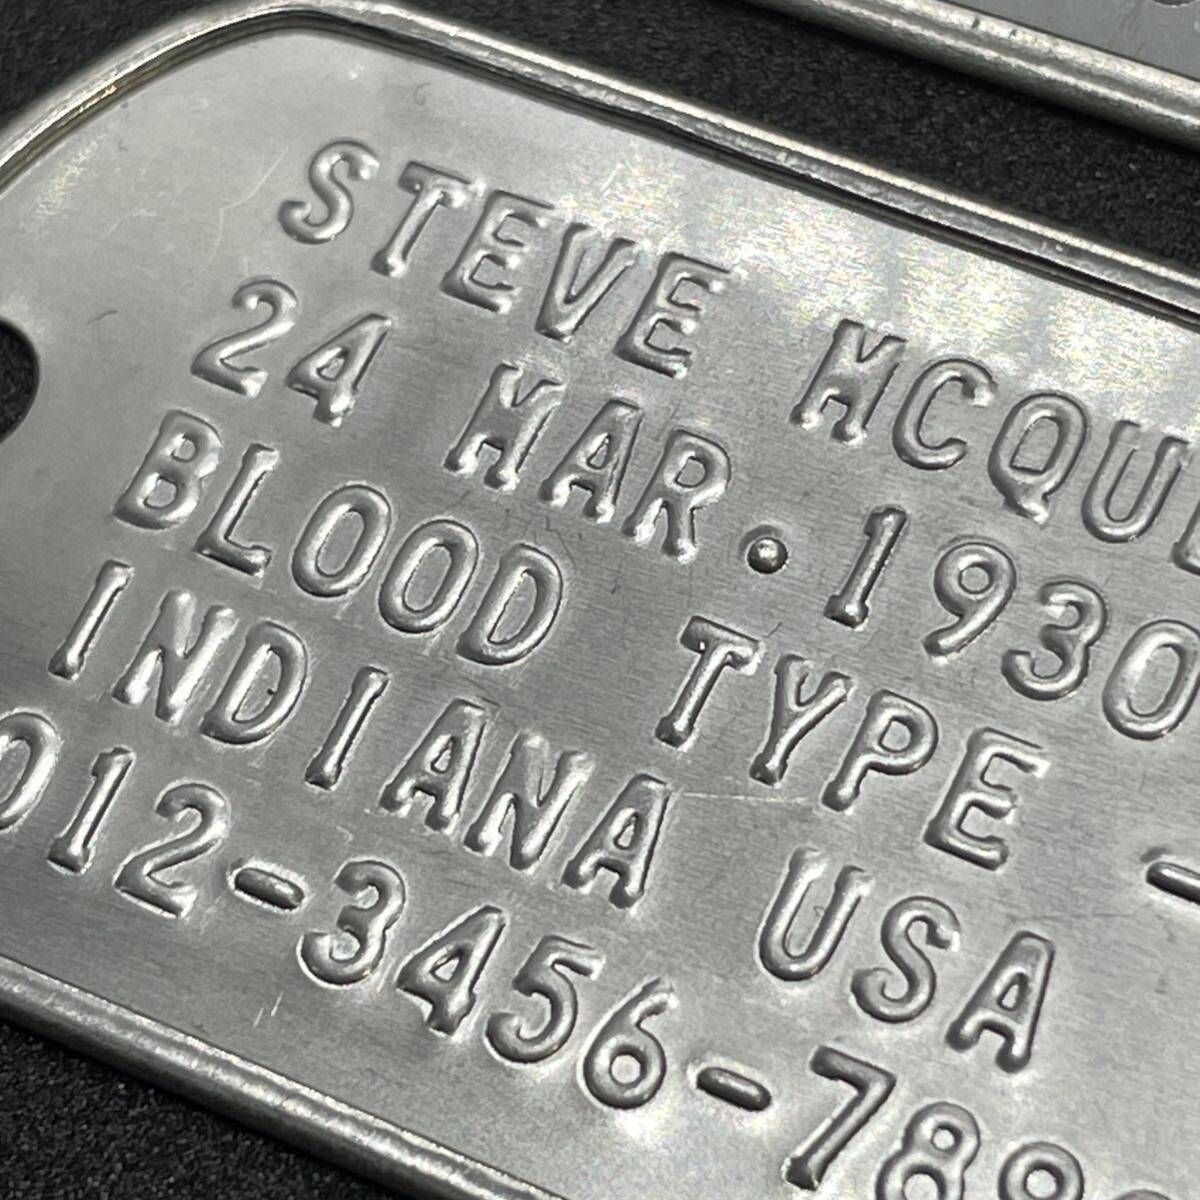 STEVE MCQU
24 MAR.1930
BLOOD TYPE -
INDIANA USA
012-3456-78